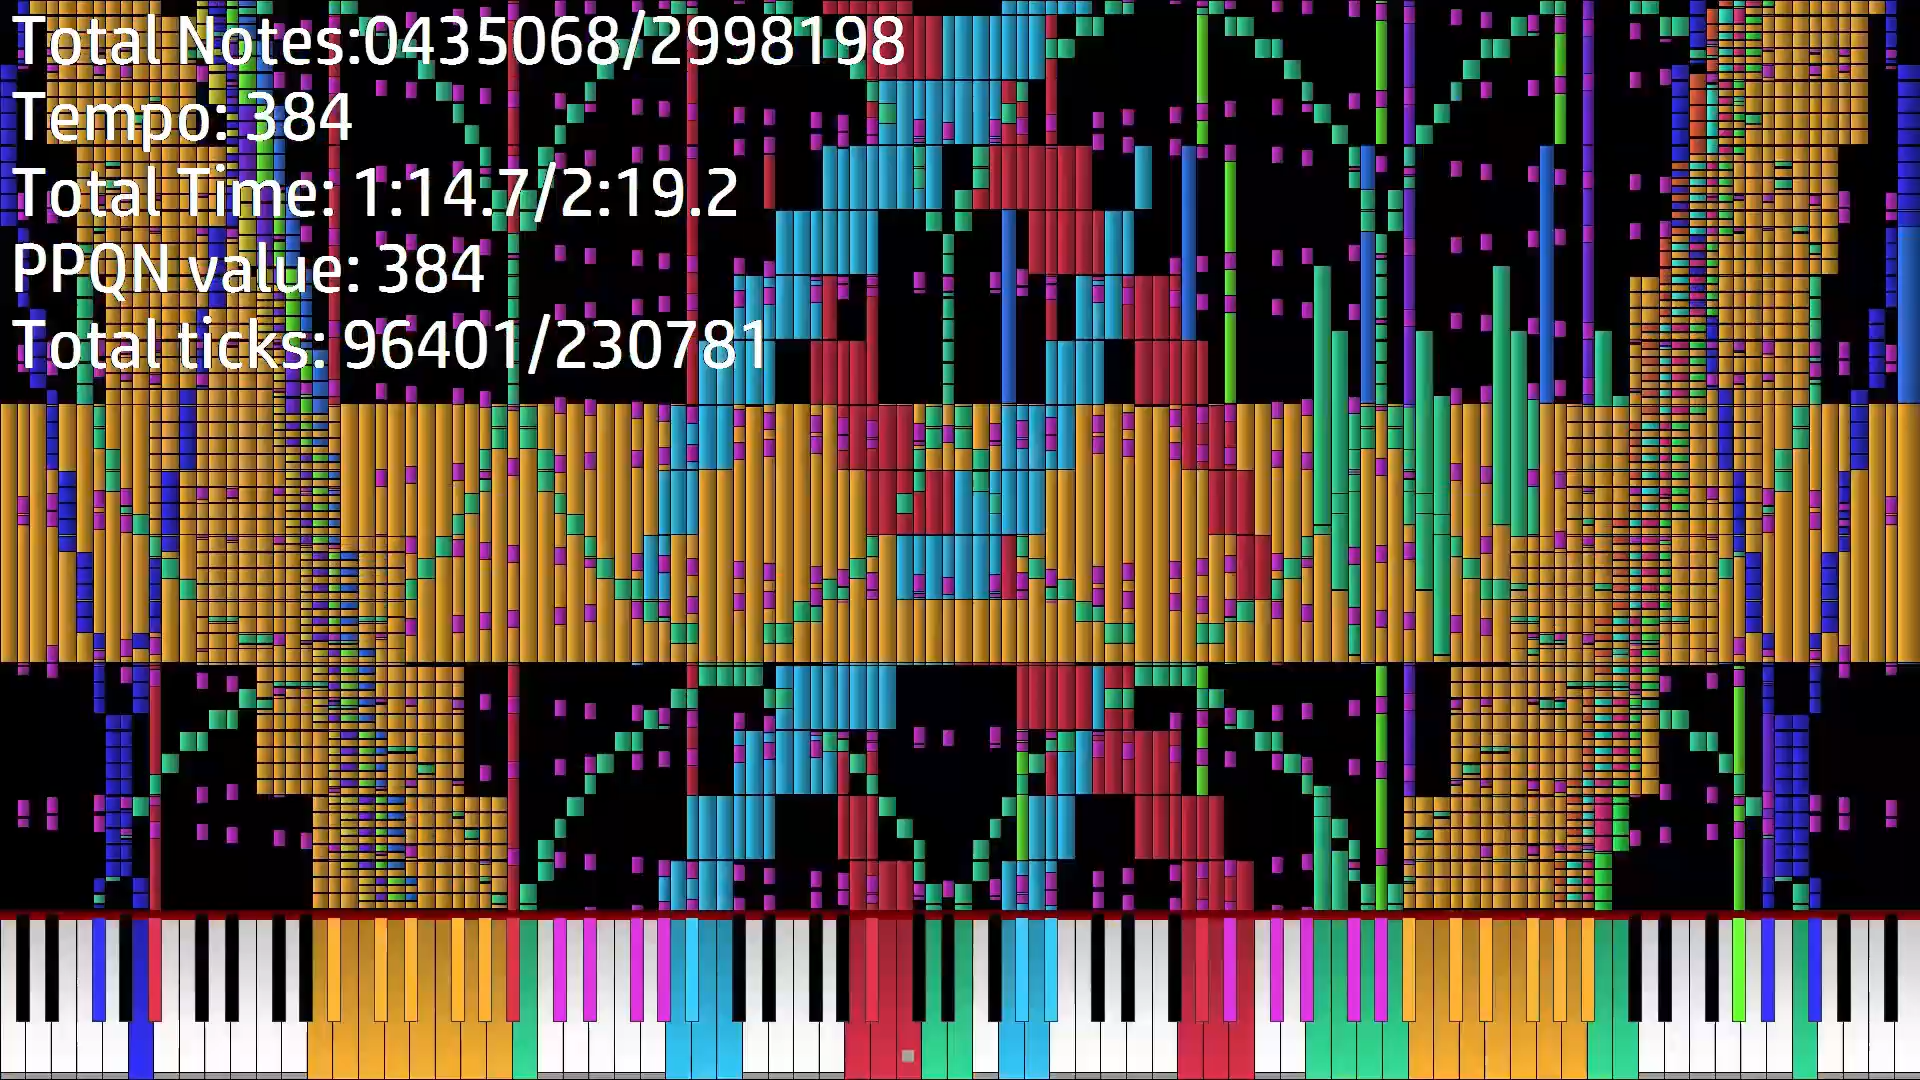 Total Notes:0435068/2998198
Tempo: 384
Total Time: 1:14.7/2:19.2
PPQN value: 384
Total ticks: 96401/230781